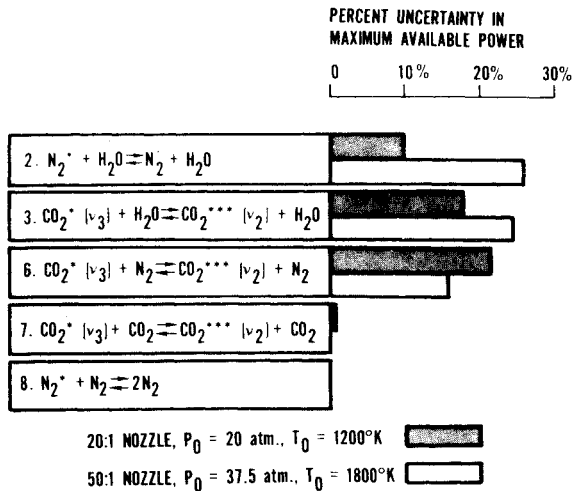 PERCENT UNCERTAINTY IN
MAXIMUM AVAILABLE POWER
0 10% 20% 30%
2. N₂* + H₂O ⇌ N₂ + H₂O
3. CO₂* (ν₃) + H₂O ⇌ CO₂*** (ν₂) + H₂O
6. CO₂* (ν₃) + N₂ ⇌ CO₂*** (ν₂) + N₂
7. CO₂* (ν₃) + CO₂ ⇌ CO₂*** (ν₂) + CO₂
8. N₂* + N₂ ⇌ 2N₂
20:1 NOZZLE, P₀ = 20 atm., T₀ = 1200°K
50:1 NOZZLE, P₀ = 37.5 atm., T₀ = 1800°K